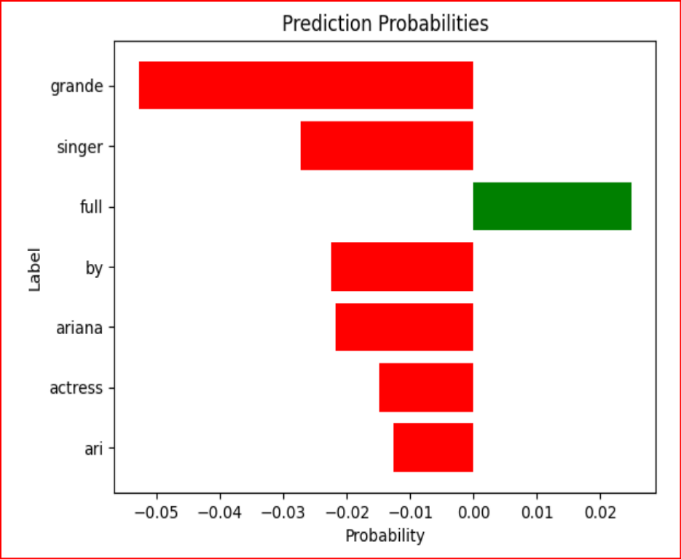 Prediction Probabilities
grande
singer
full
by
ariana
actress
ari
Label
−0.05 −0.04 −0.03 −0.02 −0.01 0.00 0.01 0.02
Probability